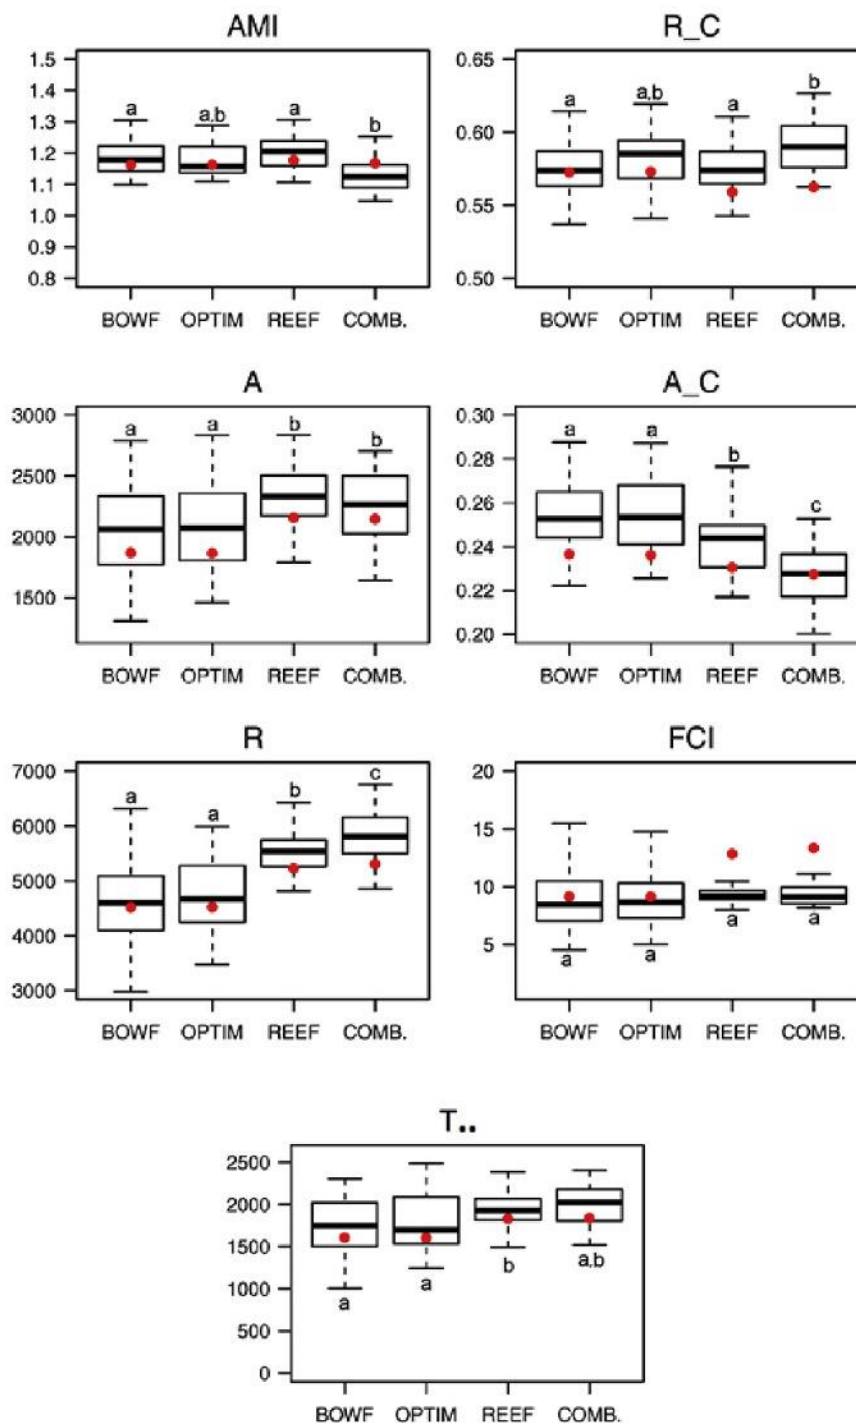 AMI
1.5
1.4
1.3
1.2
1.1
1.0
0.9
0.8
a
a,b
a
b
BOWF OPTIM REEF COMB.
R_C
0.65
0.60
0.55
0.50
a
a,b
a
b
BOWF OPTIM REEF COMB.
A
3000
2500
2000
1500
a
a
b
b
BOWF OPTIM REEF COMB.
A_C
0.30
0.28
0.26
0.24
0.22
0.20
a
a
b
c
BOWF OPTIM REEF COMB.
R
7000
6000
5000
4000
3000
a
a
b
c
BOWF OPTIM REEF COMB.
FCI
20
15
10
5
a
a
a
a
BOWF OPTIM REEF COMB.
T..
2500
2000
1500
1000
500
0
a
a
b
a,b
BOWF OPTIM REEF COMB.